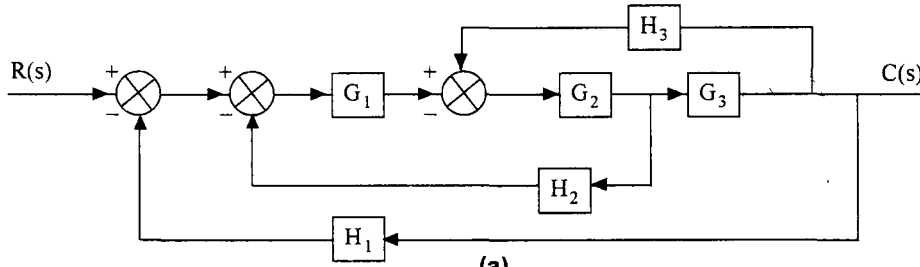 H3
R(s) + + + C(s)
G1 G2 G3
− − −
H2
H1
(a)